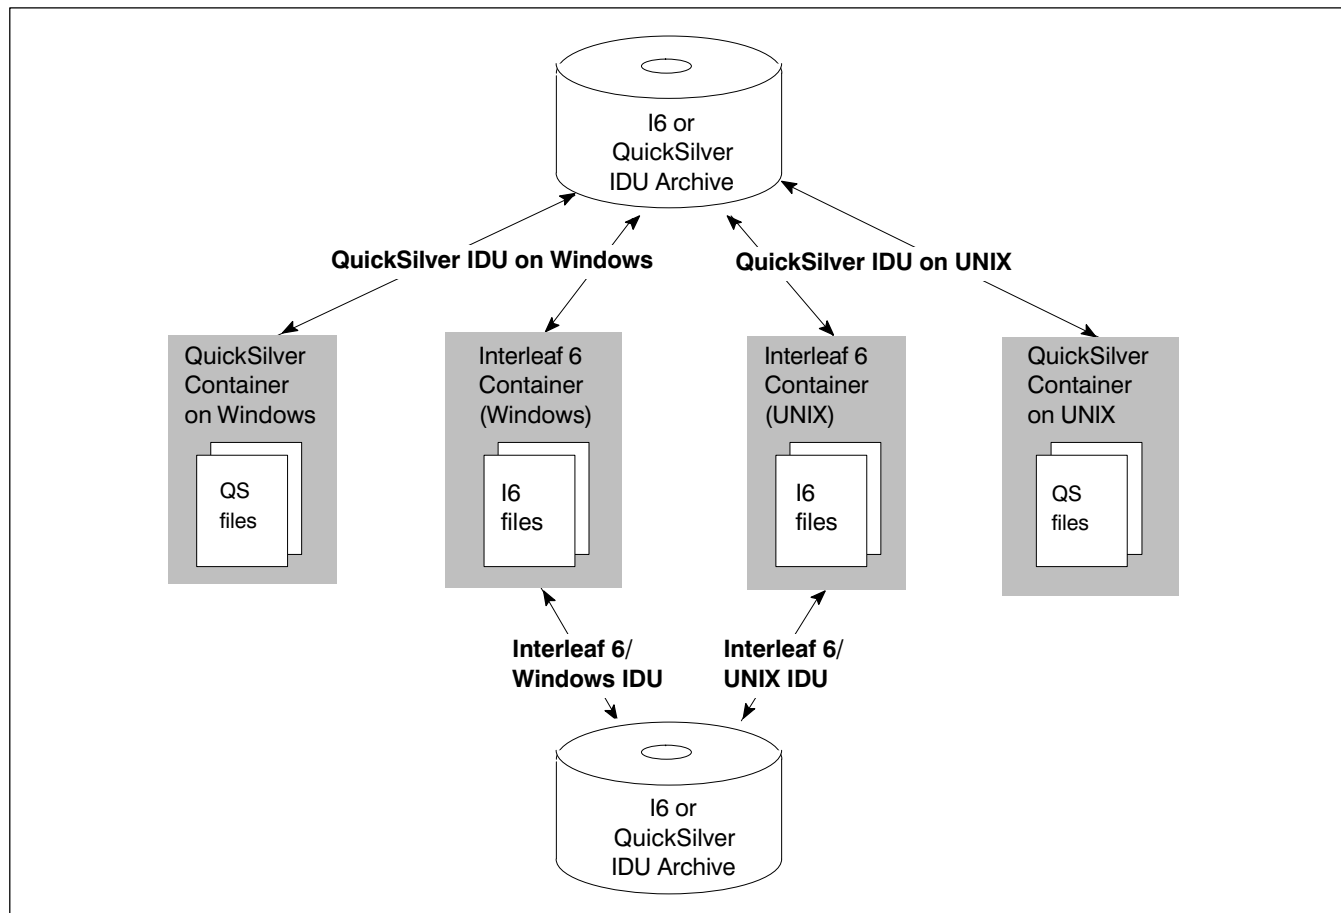 I6 or
QuickSilver
IDU Archive
QuickSilver IDU on Windows
QuickSilver IDU on UNIX
QuickSilver
Container
on Windows
QS
files
Interleaf 6
Container
(Windows)
I6
files
Interleaf 6
Container
(UNIX)
I6
files
QuickSilver
Container
on UNIX
QS
files
Interleaf 6/
Windows IDU
Interleaf 6/
UNIX IDU
I6 or
QuickSilver
IDU Archive